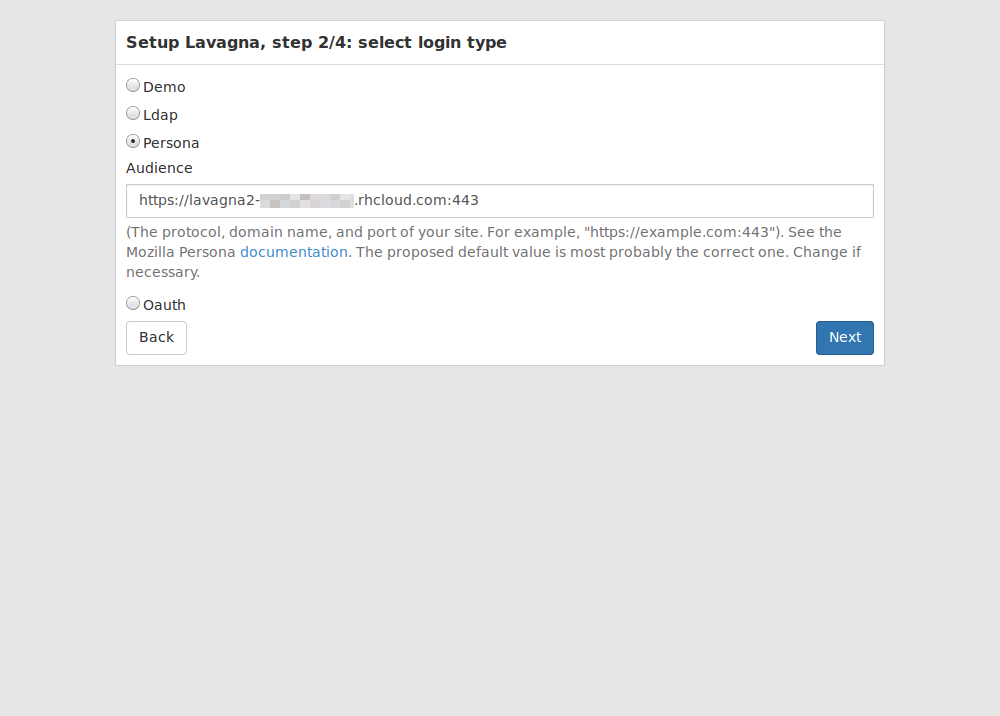 Setup Lavagna, step 2/4: select login type
Demo
Ldap
Persona
Audience
https://lavagna2- .rhcloud.com:443
(The protocol, domain name, and port of your site. For example, "https://example.com:443"). See the
Mozilla Persona documentation. The proposed default value is most probably the correct one. Change if
necessary.
Oauth
Back Next